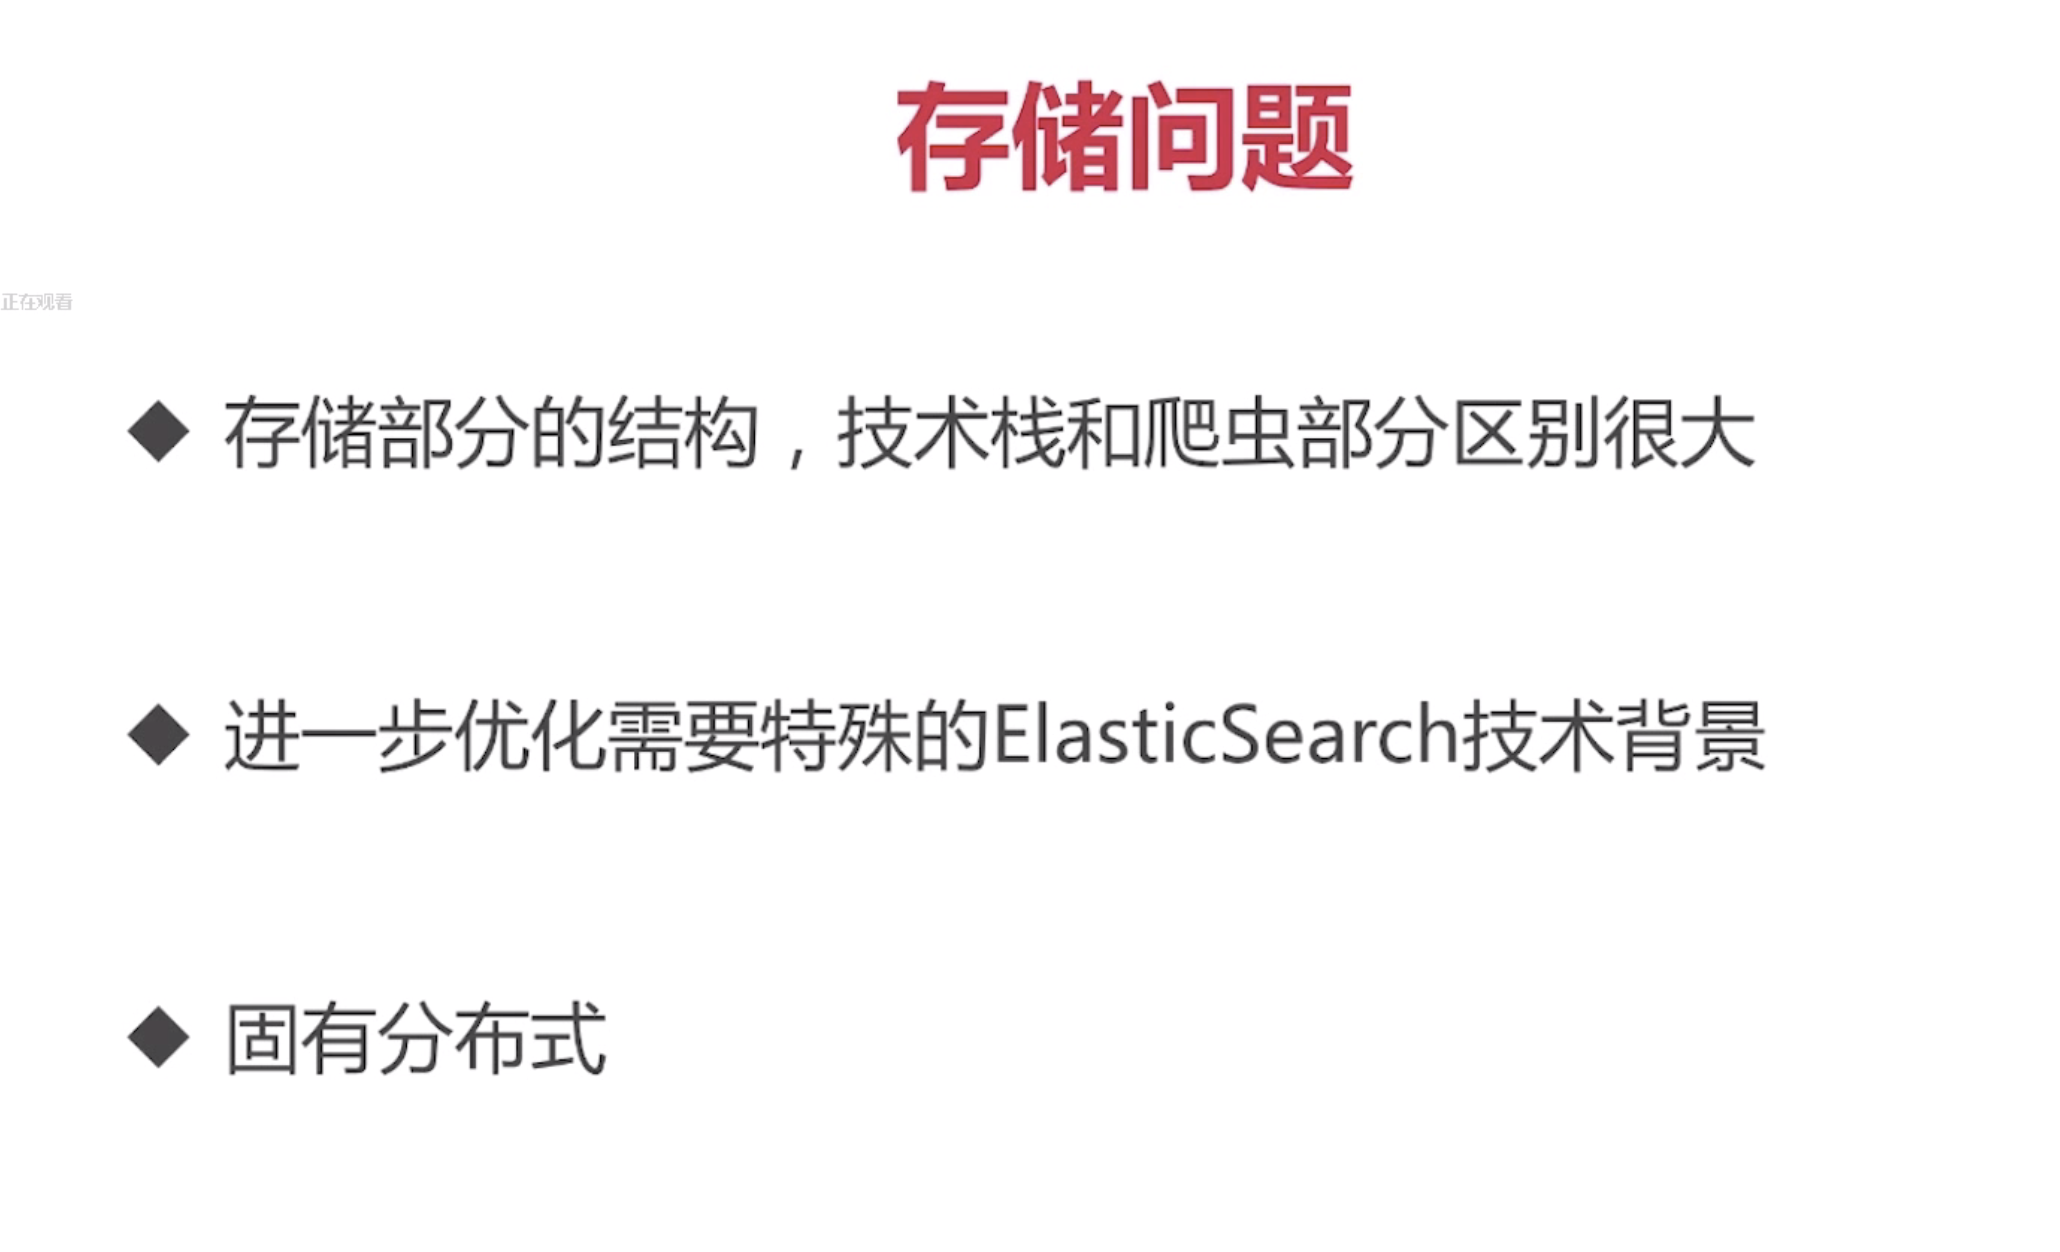 存储问题
正在观看
◆ 存储部分的结构，技术栈和爬虫部分区别很大
◆ 进一步优化需要特殊的ElasticSearch技术背景
◆ 固有分布式